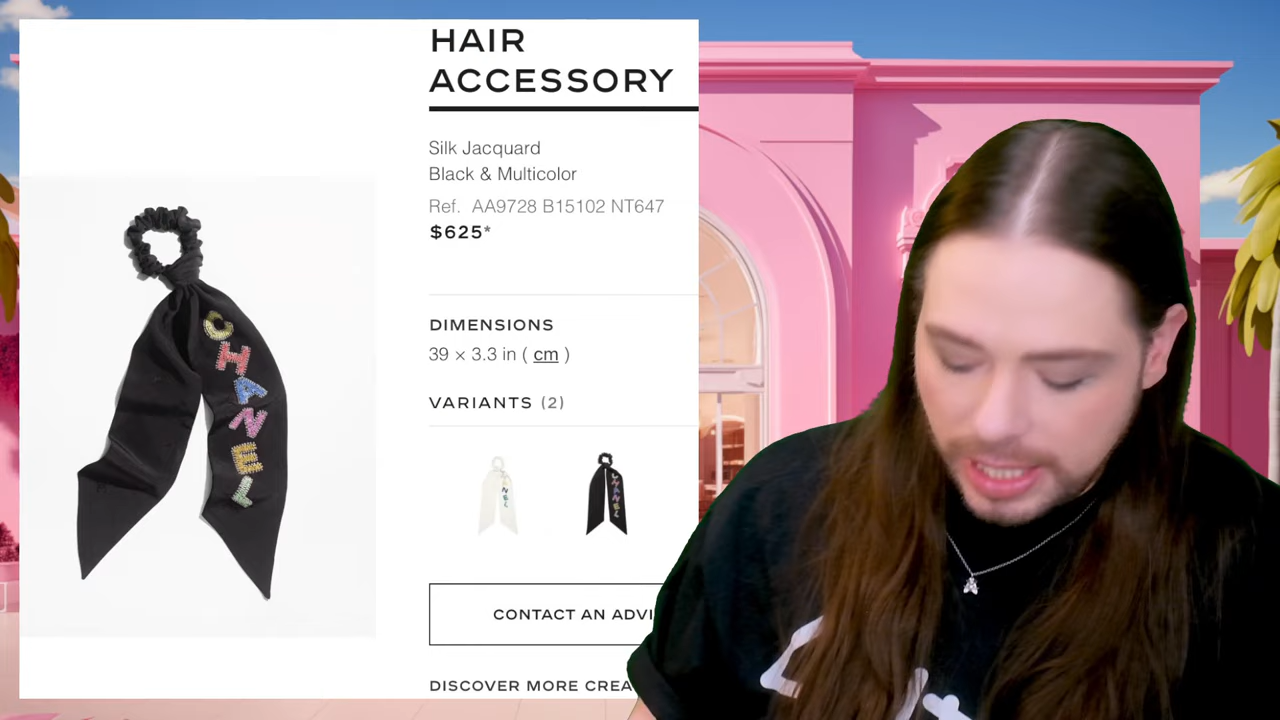 HAIR
ACCESSORY
Silk Jacquard
Black & Multicolor
Ref. AA9728 B15102 NT647
$625*
DIMENSIONS
39 × 3.3 in ( cm )
VARIANTS (2)
CONTACT AN ADVI
DISCOVER MORE CREA
CHANEL